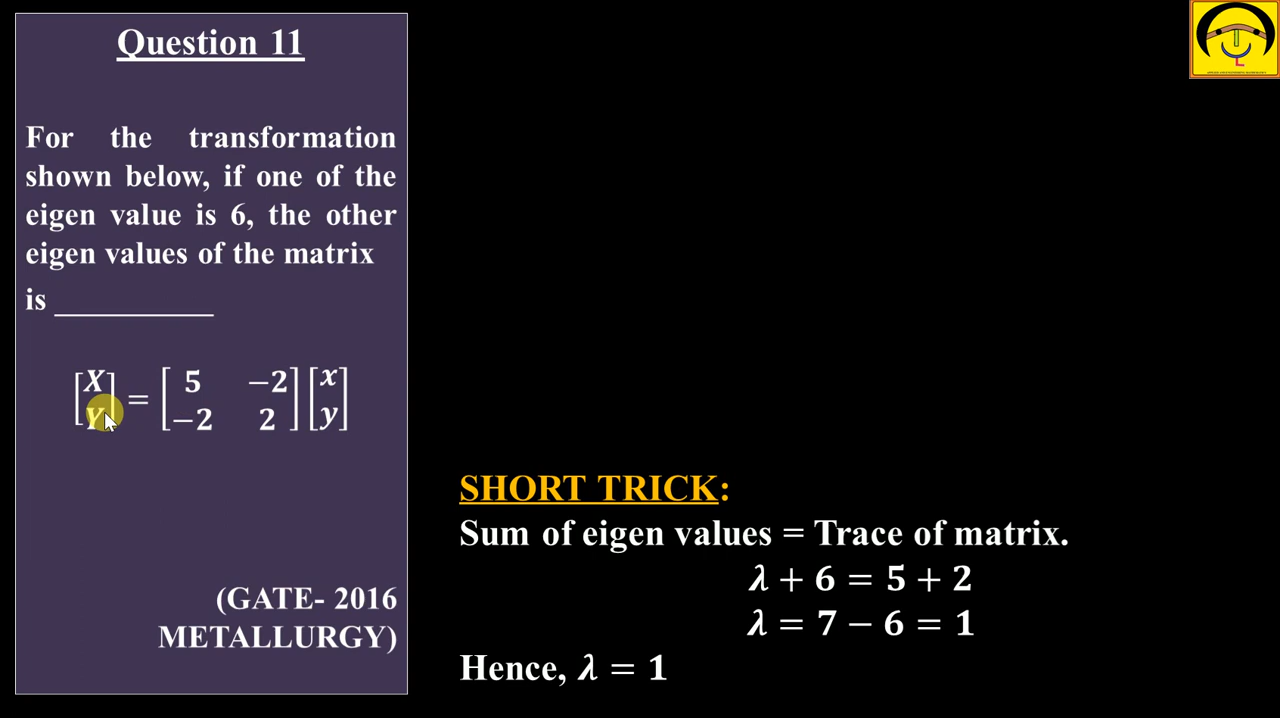 Question 11
For the transformation
shown below, if one of the
eigen value is 6, the other
eigen values of the matrix
is __________
[X Y] = [5 −2 −2 2] [x y]
(GATE- 2016
METALLURGY)
SHORT TRICK:
Sum of eigen values = Trace of matrix.
λ + 6 = 5 + 2
λ = 7 − 6 = 1
Hence, λ = 1